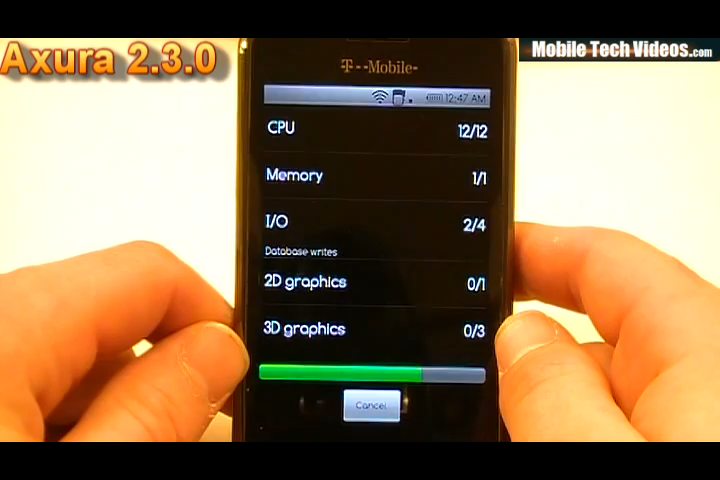 Axura 2.3.0
Mobile Tech Videos.com
T--Mobile-
12:47 AM
CPU 12/12
Memory 1/1
I/O 2/4
Database writes
2D graphics 0/1
3D graphics 0/3
Cancel